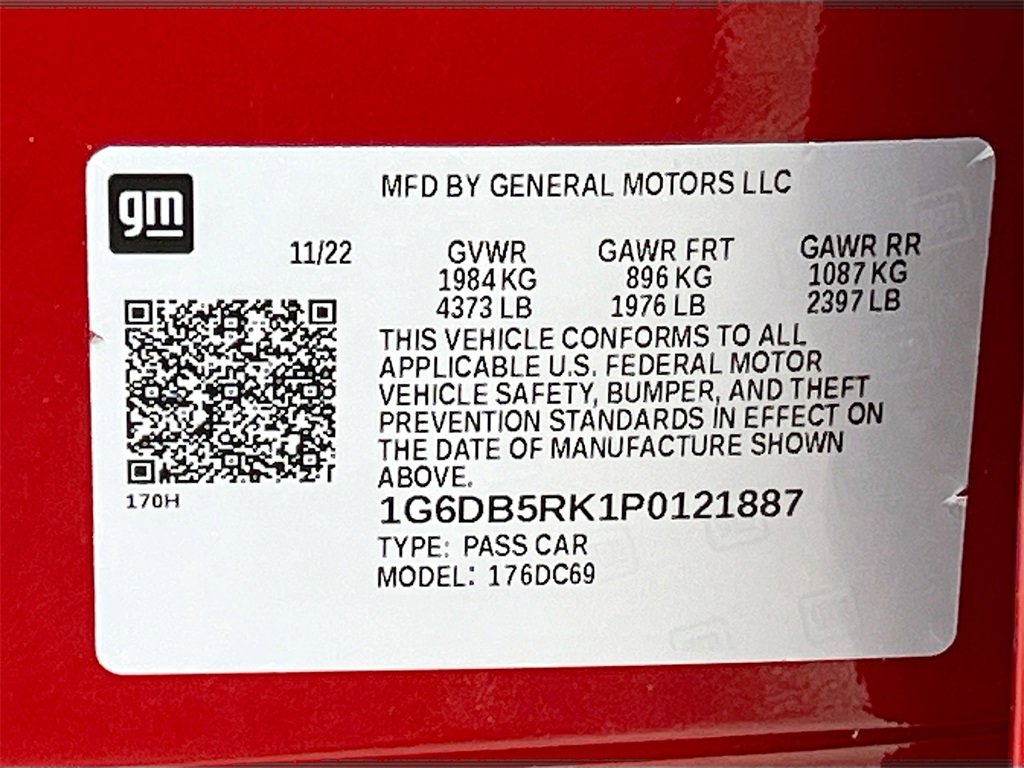 gm
MFD BY GENERAL MOTORS LLC
11/22 GVWR GAWR FRT GAWR RR
1984 KG 896 KG 1087 KG
4373 LB 1976 LB 2397 LB
THIS VEHICLE CONFORMS TO ALL
APPLICABLE U.S. FEDERAL MOTOR
VEHICLE SAFETY, BUMPER, AND THEFT
PREVENTION STANDARDS IN EFFECT ON
THE DATE OF MANUFACTURE SHOWN
ABOVE.
170H
1G6DB5RK1P0121887
TYPE: PASS CAR
MODEL: 176DC69